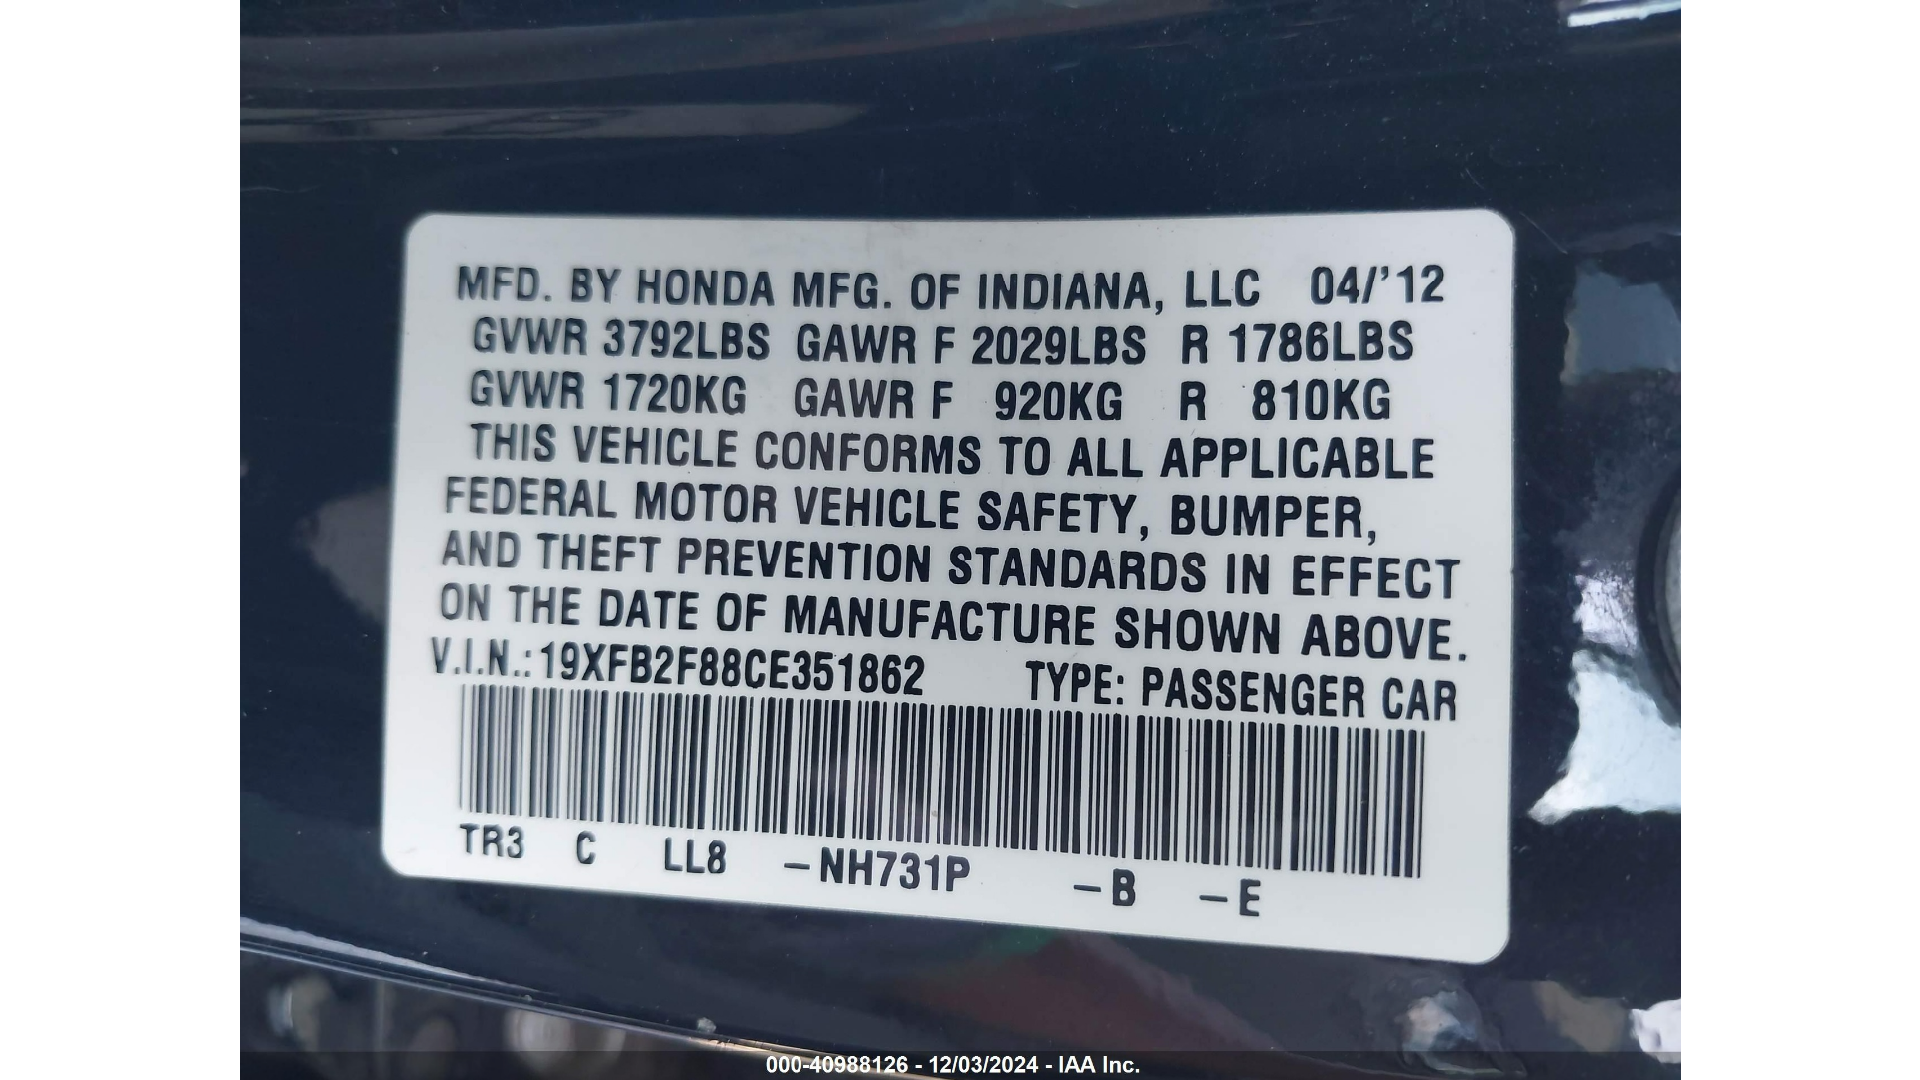 MFD. BY HONDA MFG. OF INDIANA, LLC 04/'12
GVWR 3792LBS GAWR F 2029LBS R 1786LBS
GVWR 1720KG GAWR F 920KG R 810KG
THIS VEHICLE CONFORMS TO ALL APPLICABLE
FEDERAL MOTOR VEHICLE SAFETY, BUMPER,
AND THEFT PREVENTION STANDARDS IN EFFECT
ON THE DATE OF MANUFACTURE SHOWN ABOVE.
V.I.N.: 19XFB2F88CE351862 TYPE: PASSENGER CAR
TR3 C LL8 -NH731P -B -E
000-40988126 - 12/03/2024 - IAA Inc.